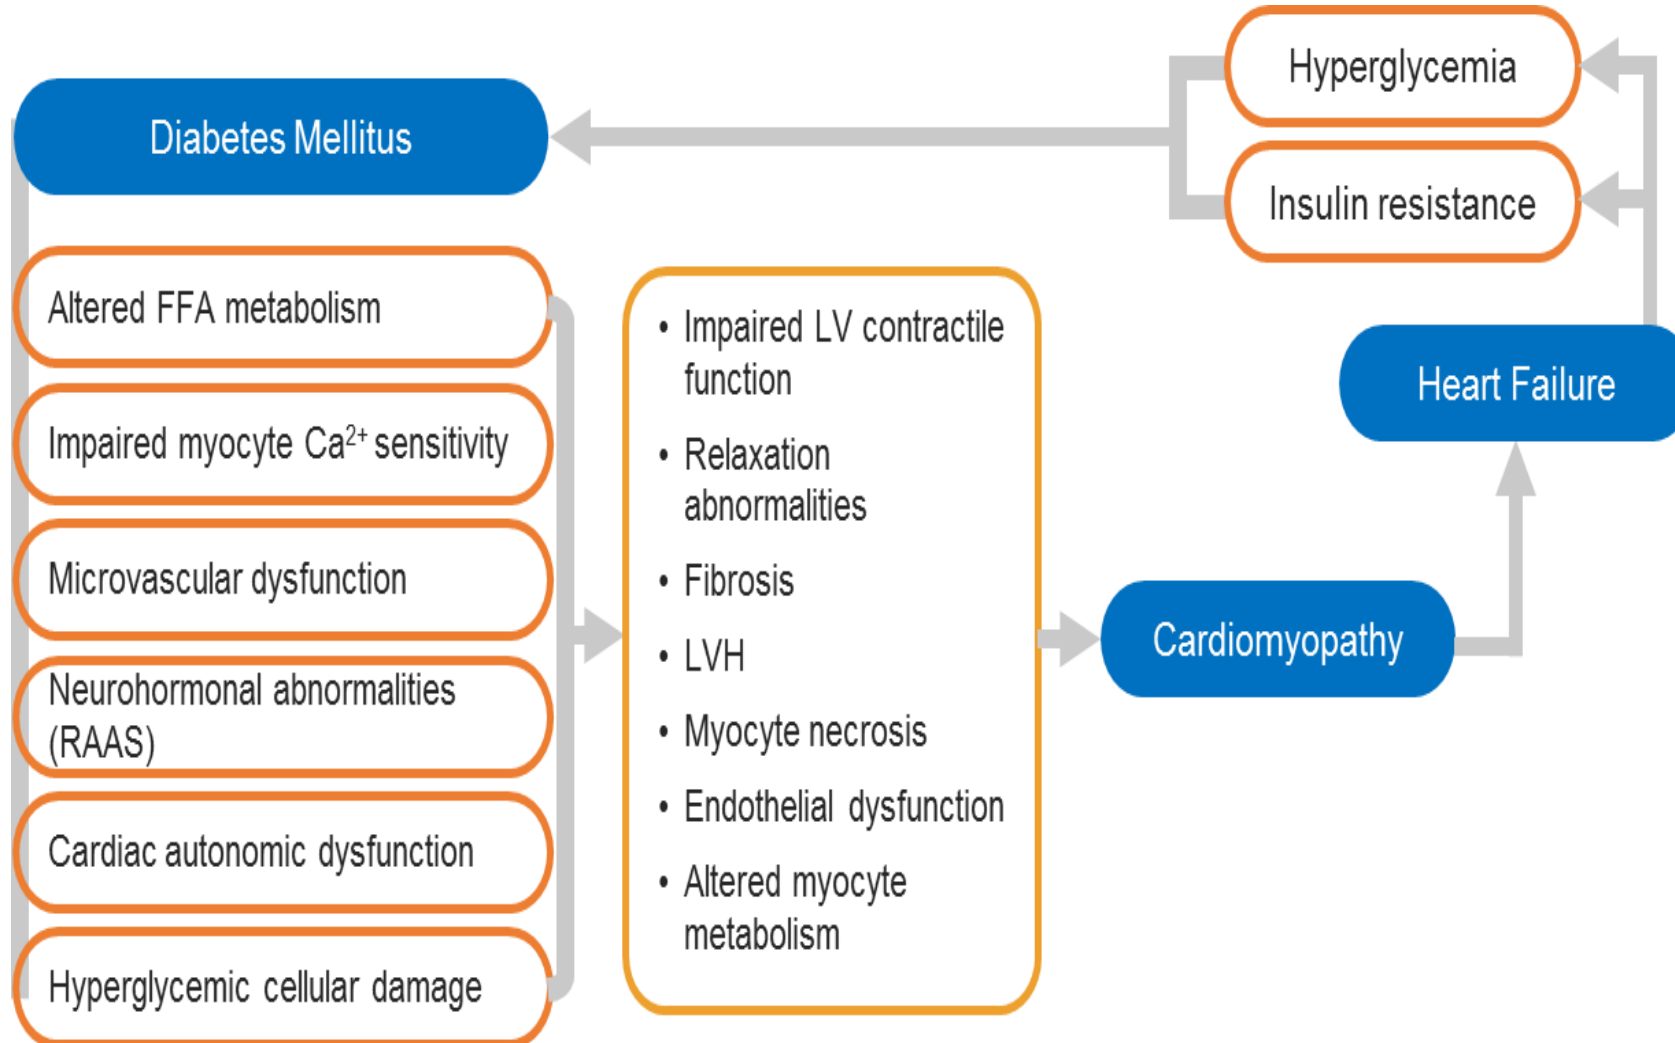 Diabetes Mellitus
Altered FFA metabolism
Impaired myocyte Ca²⁺ sensitivity
Microvascular dysfunction
Neurohormonal abnormalities
(RAAS)
Cardiac autonomic dysfunction
Hyperglycemic cellular damage
• Impaired LV contractile
function
• Relaxation
abnormalities
• Fibrosis
• LVH
• Myocyte necrosis
• Endothelial dysfunction
• Altered myocyte
metabolism
Cardiomyopathy
Heart Failure
Hyperglycemia
Insulin resistance